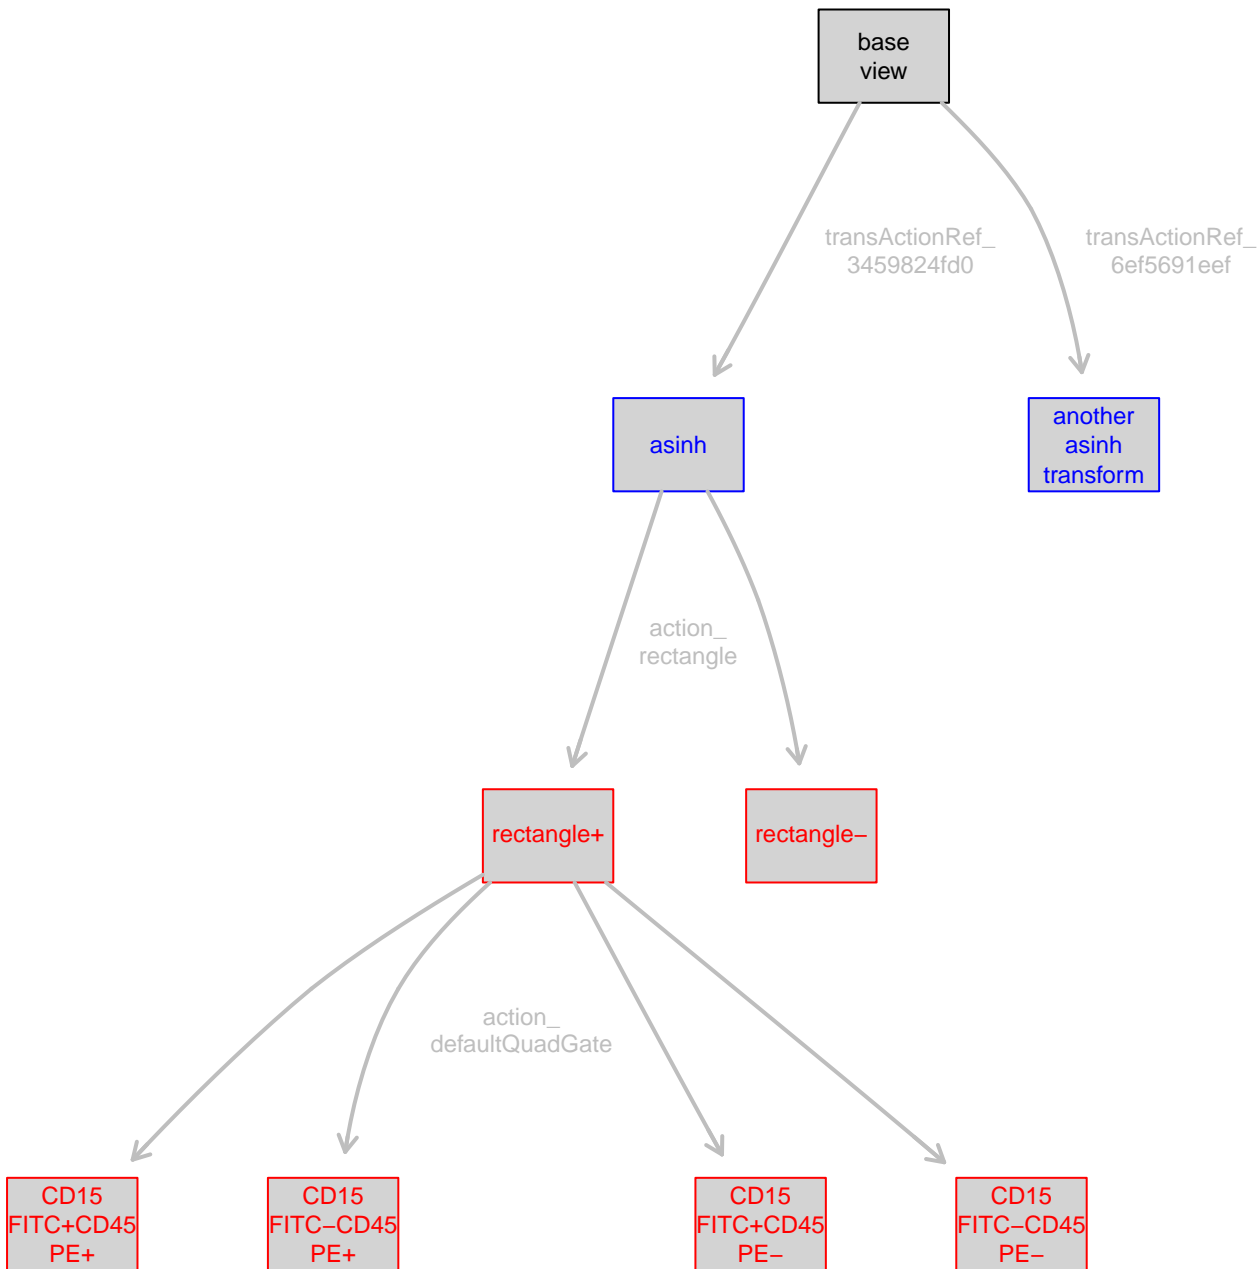 base
view
transActionRef_
3459824fd0
transActionRef_
6ef5691eef
asinh
another
asinh
transform
action_
rectangle
rectangle+
rectangle−
action_
defaultQuadGate
CD15
FITC+CD45
PE+
CD15
FITC−CD45
PE+
CD15
FITC+CD45
PE−
CD15
FITC−CD45
PE−